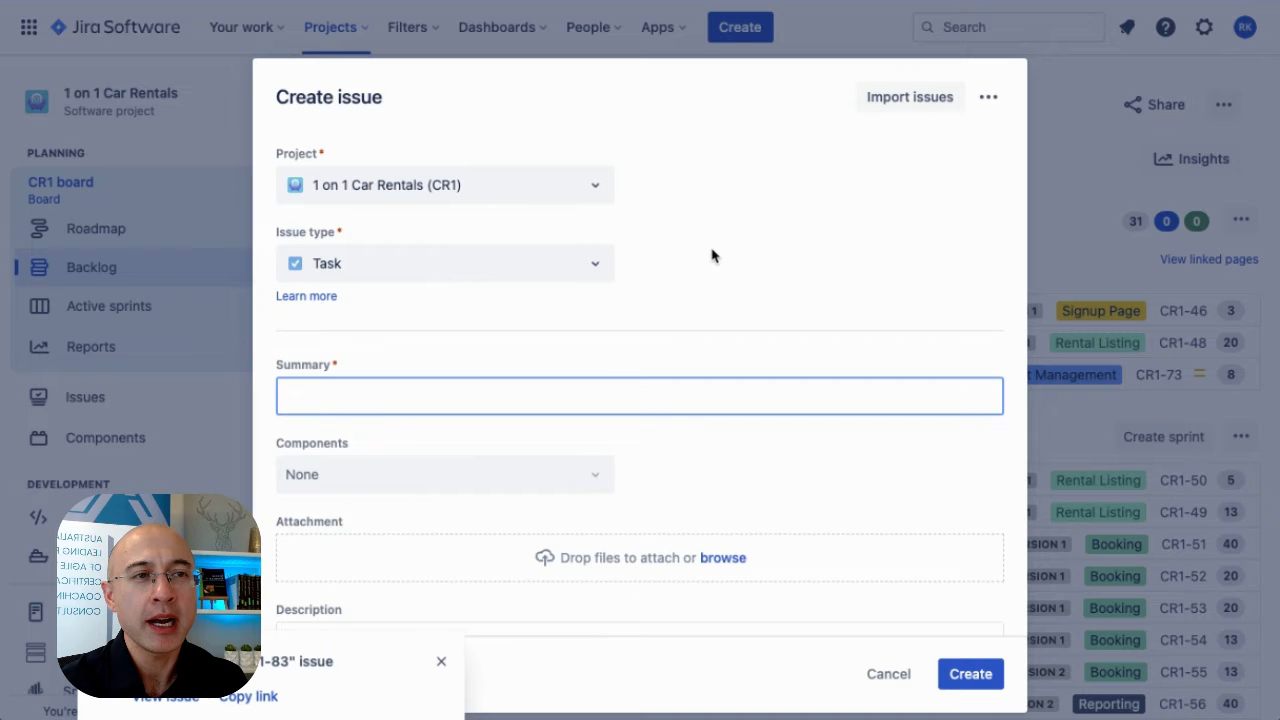 Jira Software
Your work
Projects
Filters
Dashboards
People
Apps
Create
Search
RK
1 on 1 Car Rentals
Software project
PLANNING
CR1 board
Board
Roadmap
Backlog
Active sprints
Reports
Issues
Components
DEVELOPMENT
You're
Create issue
Import issues
Project*
1 on 1 Car Rentals (CR1)
Issue type*
Task
Learn more
Summary*
Components
None
Attachment
Drop files to attach or browse
Description
1-83" issue
View issue
Copy link
Cancel
Create
Share
Insights
31 0 0
View linked pages
1 Signup Page CR1-46 3
Rental Listing CR1-48 20
t Management CR1-73 8
Create sprint
Rental Listing CR1-50 5
Rental Listing CR1-49 13
SION 1 Booking CR1-51 40
SION 1 Booking CR1-52 20
SION 1 Booking CR1-53 20
SION 1 Booking CR1-54 13
SION 2 Booking CR1-55 13
ON 2 Reporting CR1-56 40